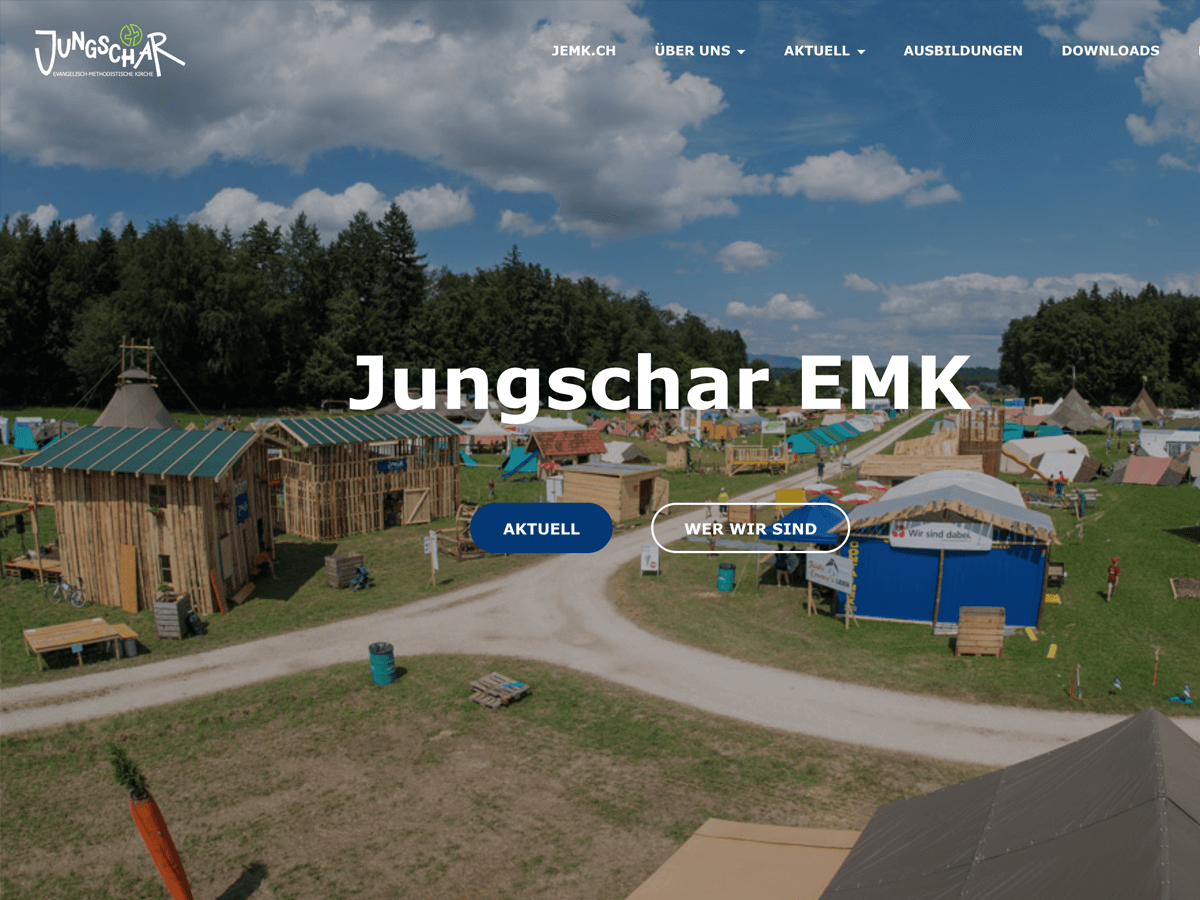 JUNGSCHAR
EVANGELISCH-METHODISTISCHE KIRCHE
JEMK.CH
ÜBER UNS
AKTUELL
AUSBILDUNGEN
DOWNLOADS
Jungschar EMK
AKTUELL
WER WIR SIND
Wir sind dabei.